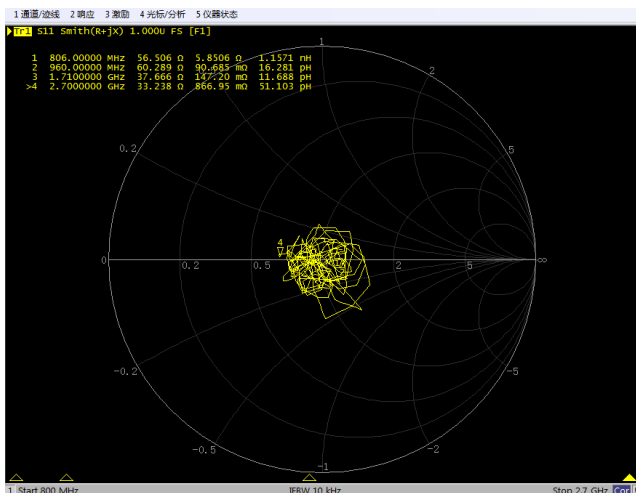 1 通道/迹线 2 响应 3 激励 4 光标/分析 5 仪器状态
Tr1 S11 Smith(R+jX) 1.000U FS [F1]
1 806.00000 MHz 56.506 Ω 5.8506 Ω 1.1571 nH
2 960.00000 MHz 60.289 Ω 90.685 mΩ 16.281 pH
3 1.7100000 GHz 37.666 Ω 147.20 mΩ 11.688 pH
>4 2.7000000 GHz 33.238 Ω 866.95 mΩ 51.103 pH
1
2
0.2
5
4
0
0.2
0.5
2
5
∞
-0.2
-5
-0.5
-2
-1
1 Start 800 MHz IFBW 10 kHz Stop 2.7 GHz Cor